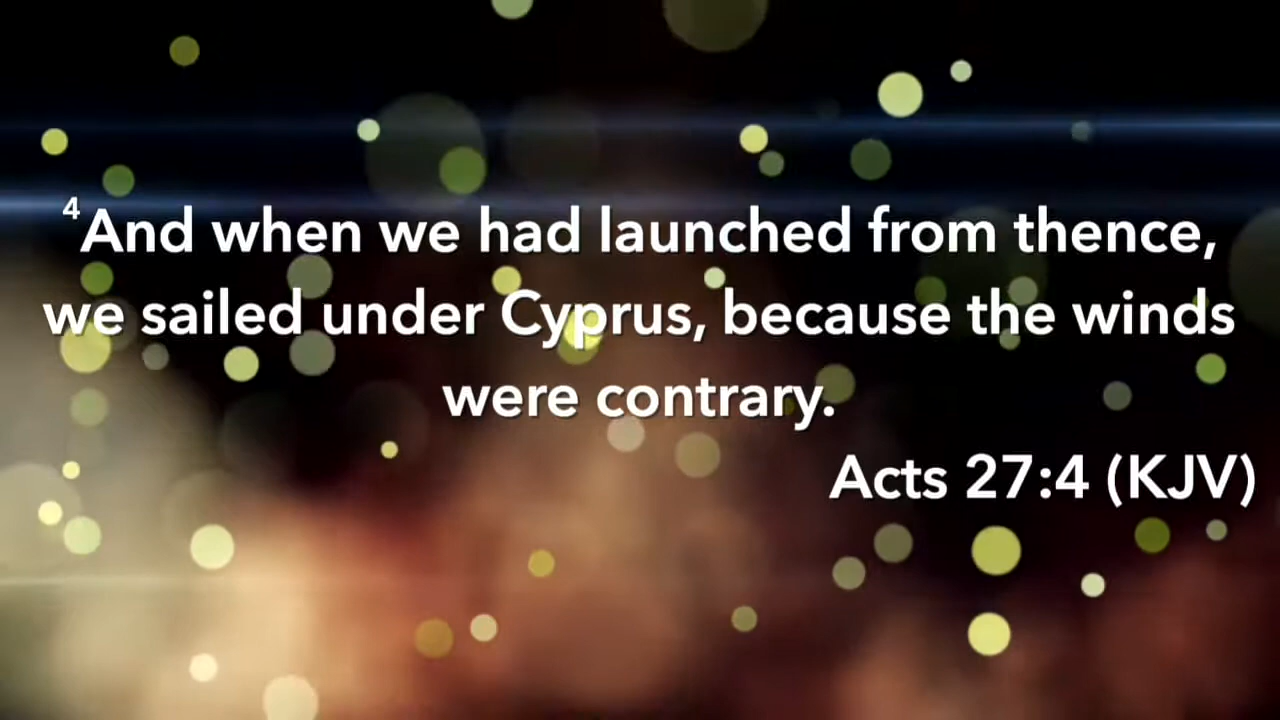 4And when we had launched from thence,
we sailed under Cyprus, because the winds
were contrary.
Acts 27:4 (KJV)